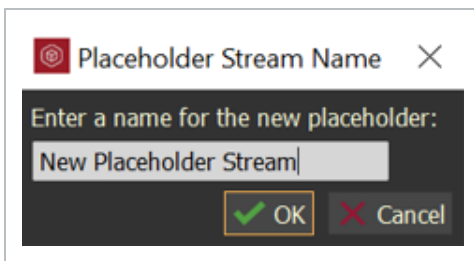 Placeholder Stream Name
Enter a name for the new placeholder:
New Placeholder Stream
OK
Cancel